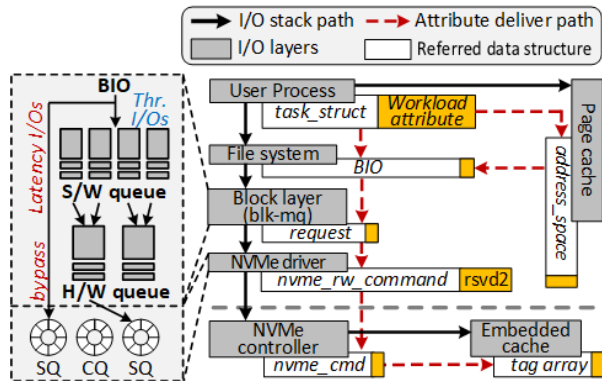 I/O stack path
Attribute deliver path
I/O layers
Referred data structure
BIO
Thr.
I/Os
Latency I/Os
bypass
S/W queue
H/W queue
SQ CQ SQ
User Process
task_struct
Workload
attribute
Page cache
address_space
File system
BIO
Block layer
(blk-mq)
request
NVMe driver
nvme_rw_command
rsvd2
NVMe
controller
nvme_cmd
Embedded
cache
tag array